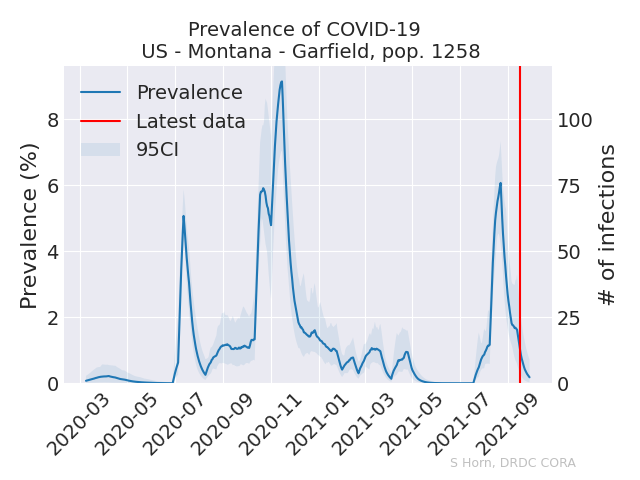 Prevalence of COVID-19
US - Montana - Garfield, pop. 1258
Prevalence
Latest data
95CI
Prevalence (%)
8
6
4
2
0
# of infections
100
75
50
25
0
2020-03
2020-05
2020-07
2020-09
2020-11
2021-01
2021-03
2021-05
2021-07
2021-09
S Horn, DRDC CORA